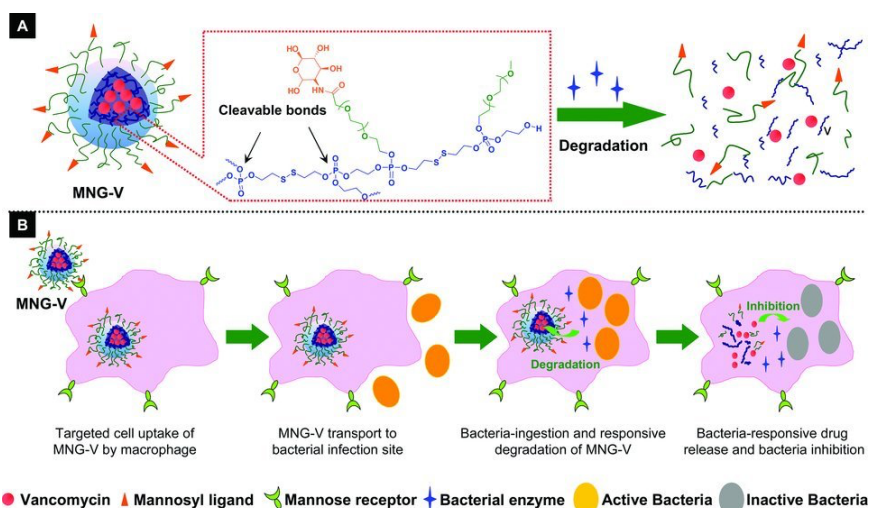 A
Cleavable bonds
MNG-V
Degradation
V
B
MNG-V
Degradation
Inhibition
Targeted cell uptake of
MNG-V by macrophage
MNG-V transport to
bacterial infection site
Bacteria-ingestion and responsive
degradation of MNG-V
Bacteria-responsive drug
release and bacteria inhibition
Vancomycin
Mannosyl ligand
Mannose receptor
Bacterial enzyme
Active Bacteria
Inactive Bacteria